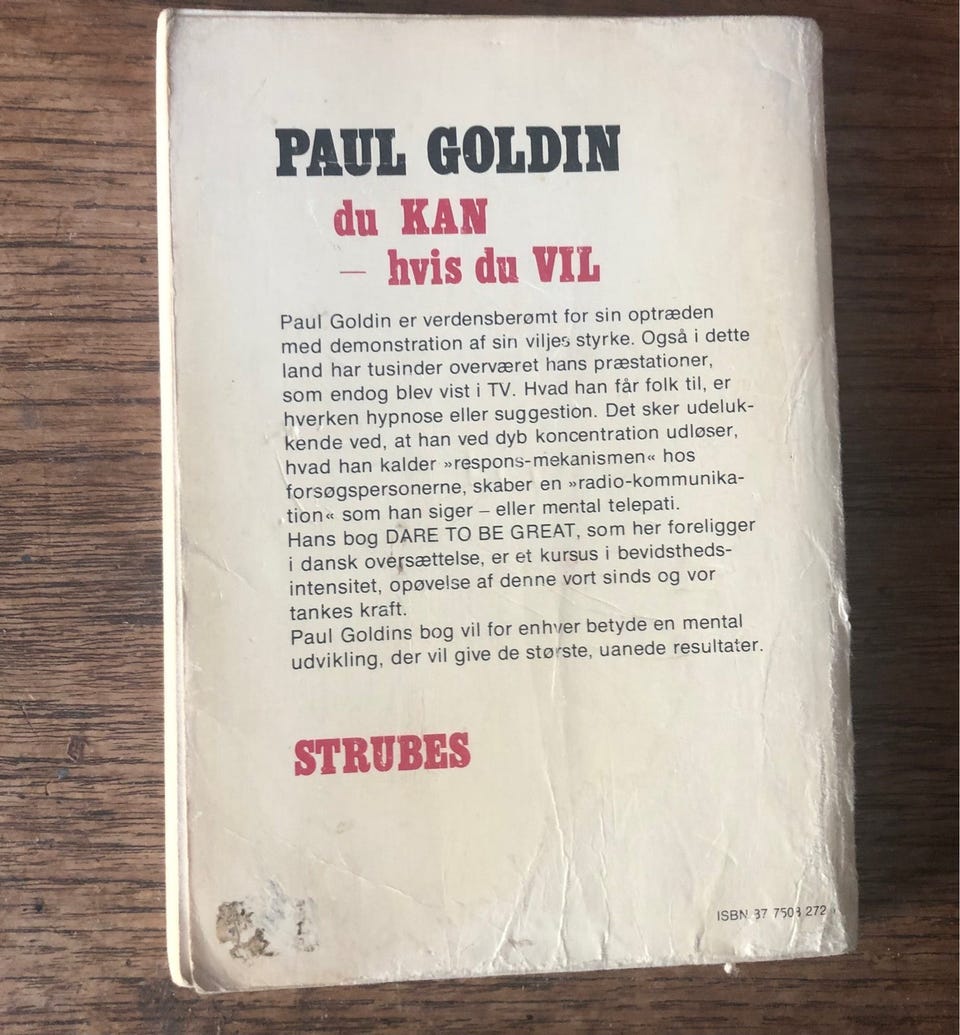 PAUL GOLDIN
du KAN
– hvis du VIL
Paul Goldin er verdensberømt for sin optræden
med demonstration af sin viljes styrke. Også i dette
land har tusinder overværet hans præstationer,
som endog blev vist i TV. Hvad han får folk til, er
hverken hypnose eller suggestion. Det sker udeluk-
kende ved, at han ved dyb koncentration udløser,
hvad han kalder »respons-mekanismen« hos
forsøgspersonerne, skaber en »radio-kommunika-
tion« som han siger – eller mental telepati.
Hans bog DARE TO BE GREAT, som her foreligger
i dansk oversættelse, er et kursus i bevidstheds-
intensitet, opøvelse af denne vort sinds og vor
tankes kraft.
Paul Goldins bog vil for enhver betyde en mental
udvikling, der vil give de største, uanede resultater.
STRUBES
ISBN 87 7503 272